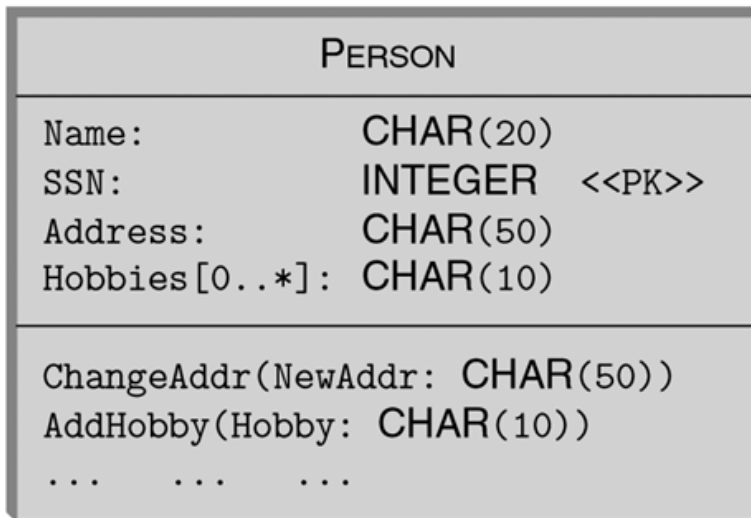 PERSON
Name: CHAR(20)
SSN: INTEGER <<PK>>
Address: CHAR(50)
Hobbies[0..*]: CHAR(10)
ChangeAddr(NewAddr: CHAR(50))
AddHobby(Hobby: CHAR(10))
... ... ...